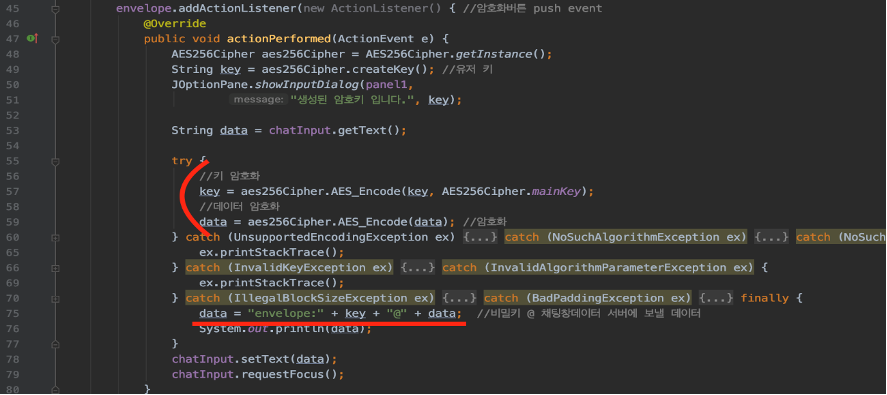 45 envelope.addActionListener(new ActionListener() { //암호화버튼 push event
46 @Override
47 public void actionPerformed(ActionEvent e) {
48 AES256Cipher aes256Cipher = AES256Cipher.getInstance();
49 String key = aes256Cipher.createKey(); //유저 키
50 JOptionPane.showInputDialog(panel1,
51 message: "생성된 암호키 입니다.", key);
52
53 String data = chatInput.getText();
54
55 try {
56 //키 암호화
57 key = aes256Cipher.AES_Encode(key, AES256Cipher.mainKey);
58 //데이터 암호화
59 data = aes256Cipher.AES_Encode(data); //암호화
60 } catch (UnsupportedEncodingException ex) {...} catch (NoSuchAlgorithmException ex) {...} catch (NoSuch
65 ex.printStackTrace();
66 } catch (InvalidKeyException ex) {...} catch (InvalidAlgorithmParameterException ex) {
69 ex.printStackTrace();
70 } catch (IllegalBlockSizeException ex) {...} catch (BadPaddingException ex) {...} finally {
75 data = "envelope:" + key + "@" + data; //비밀키 @ 채팅창데이터 서버에 보낼 데이터
76 System.out.println(data);
77 }
78 chatInput.setText(data);
79 chatInput.requestFocus();
80 }